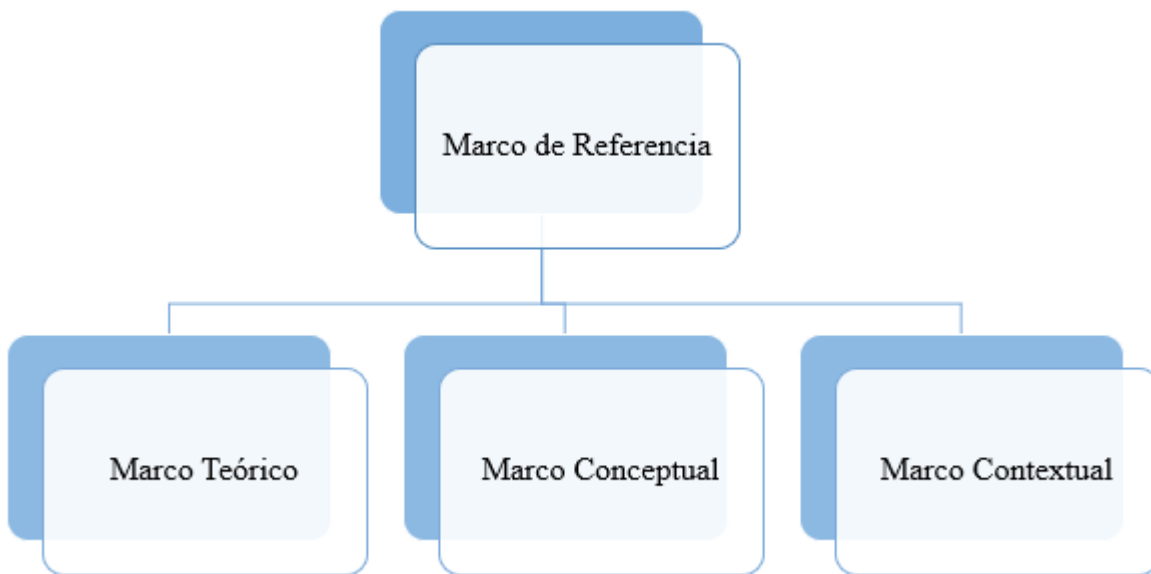 Marco de Referencia
Marco Teórico
Marco Conceptual
Marco Contextual